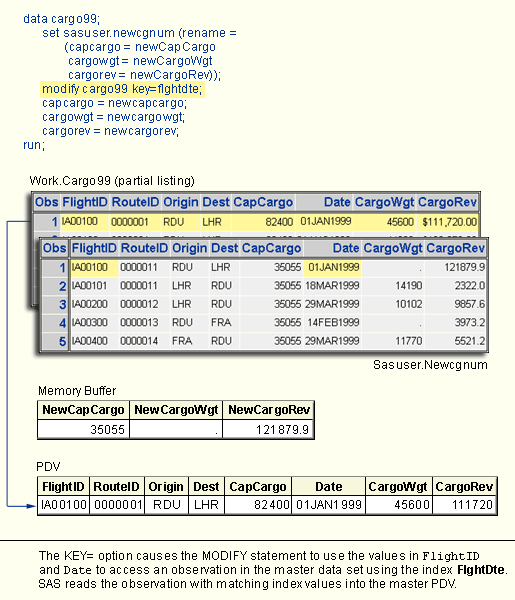 data cargo99;
set sasuser.newcgnum (rename =
(capcargo = newCapCargo
cargowgt = newCargoWgt
cargorev = newCargoRev));
modify cargo99 key=flghtdte;
capcargo = newcapcargo;
cargowgt = newcargowgt;
cargorev = newcargorev;
run;
Work.Cargo99 (partial listing)
Obs FlightID RouteID Origin Dest CapCargo Date CargoWgt CargoRev
1 IA00100 0000001 RDU LHR 82400 01JAN1999 45600 $111,720.00
Obs FlightID RouteID Origin Dest CapCargo Date CargoWgt CargoRev
1 IA00100 0000011 RDU LHR 35055 01JAN1999 . 121879.9
2 IA00101 0000011 LHR RDU 35055 18MAR1999 14190 2322.0
3 IA00200 0000012 LHR RDU 35055 29MAR1999 10102 9857.6
4 IA00300 0000013 RDU FRA 35055 14FEB1999 . 3973.2
5 IA00400 0000014 FRA RDU 35055 29MAR1999 11770 5521.2
Sasuser.Newcgnum
Memory Buffer
NewCapCargo NewCargoWgt NewCargoRev
35055 . 121879.9
PDV
FlightID RouteID Origin Dest CapCargo Date CargoWgt CargoRev
IA00100 0000001 RDU LHR 82400 01JAN1999 45600 111720
The KEY= option causes the MODIFY statement to use the values in FlightID
and Date to access an observation in the master data set using the index FlghtDte.
SAS reads the observation with matching index values into the master PDV.